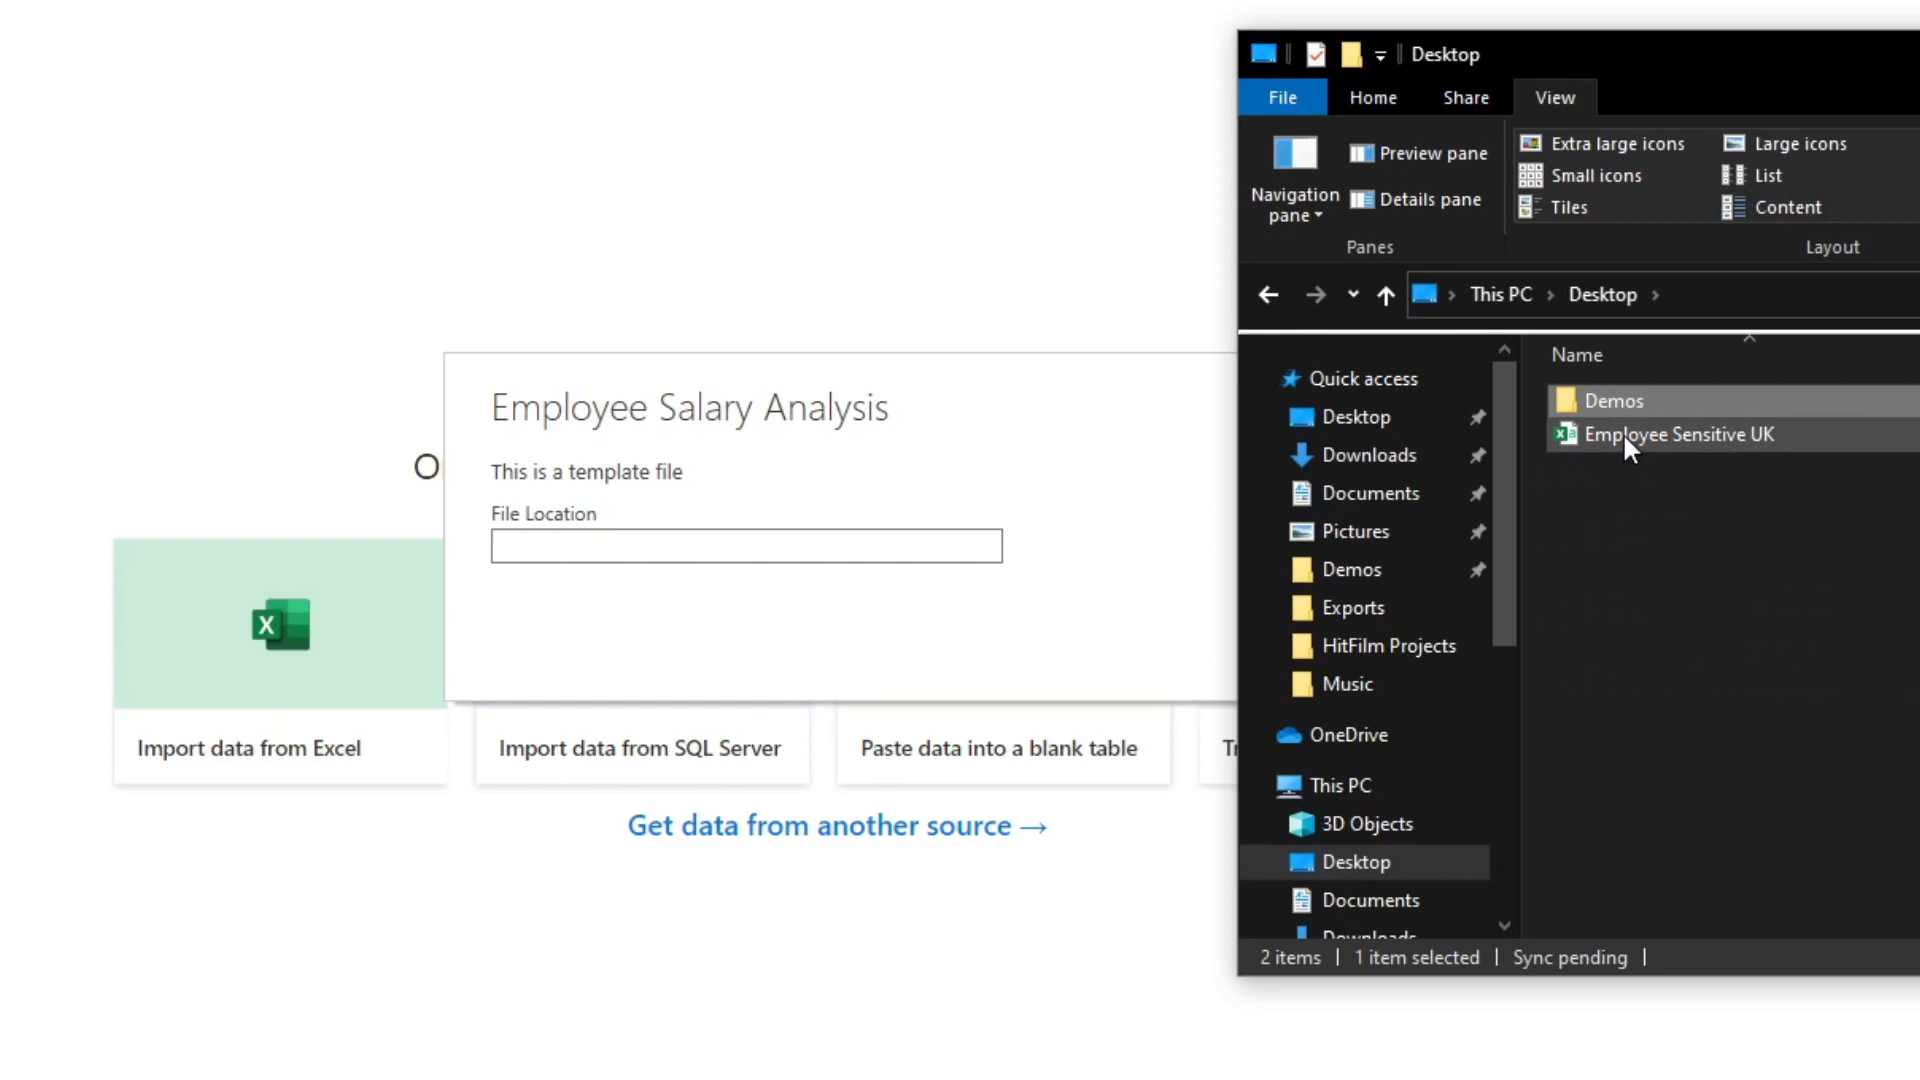 Desktop
File Home Share View
Navigation pane
Preview pane
Details pane
Panes
Extra large icons
Large icons
Small icons
List
Tiles
Content
Layout
This PC Desktop
Name
Demos
Employee Sensitive UK
Quick access
Desktop
Downloads
Documents
Pictures
Demos
Exports
HitFilm Projects
Music
OneDrive
This PC
3D Objects
Desktop
Documents
Downloads
2 items 1 item selected Sync pending
Employee Salary Analysis
This is a template file
File Location
Import data from Excel
Import data from SQL Server
Paste data into a blank table
Get data from another source →